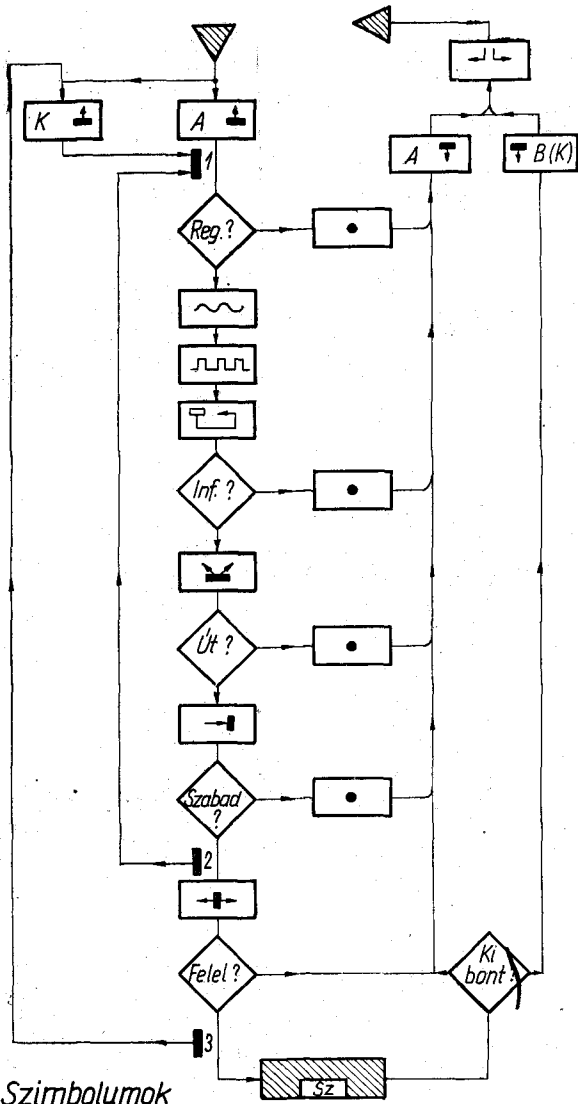 K
A
A
B(K)
1
Reg.?
Inf.?
Út?
Szabad
?
2
Felel?
Ki
bont?
3
Sz
Szimbolumok